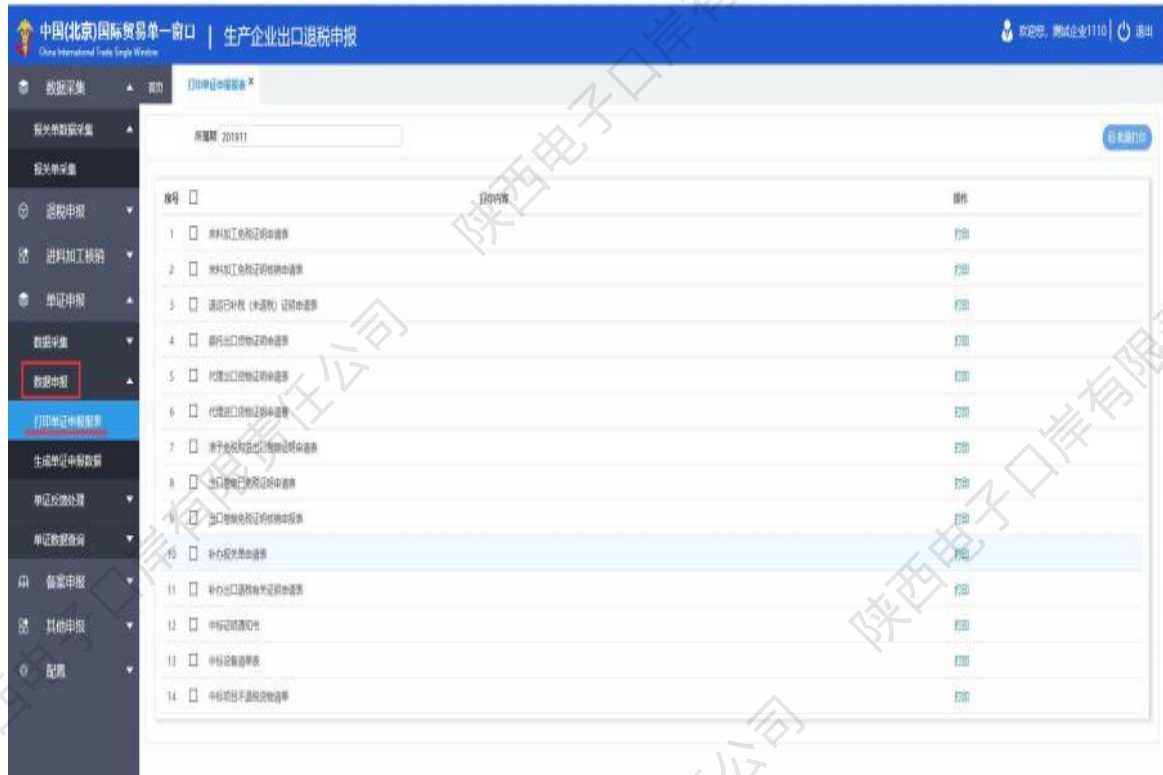 中国(北京)国际贸易单一窗口 | 生产企业出口退税申报
China International Trade Single Window
欢迎您, 测试企业1110 | 退出
数据采集
首页
打印单证申报报表 x
报关单数据采集
报关单采集
退税申报
进料加工核销
单证申报
数据采集
数据申报
打印单证申报报表
生成单证申报数据
单证反馈处理
单证数据查询
备案申报
其他申报
配置
所属期 201911
批量打印
序号 打印内容 操作
1 来料加工免税证明申请表 打印
2 来料加工免税证明核销申请表 打印
3 退运已补税（未退税）证明申请表 打印
4 委托出口货物证明申请表 打印
5 代理出口货物证明申请表 打印
6 代理进口货物证明申请表 打印
7 准予免税购进出口卷烟证明申请表 打印
8 出口卷烟已免税证明申请表 打印
9 出口卷烟免税证明核销申报表 打印
10 补办报关单申请表 打印
11 补办出口退税有关证明申请表 打印
12 中标证明通知书 打印
13 中标设备清单表 打印
14 中标项目不退税货物清单 打印
陕西电子口岸有限责任公司